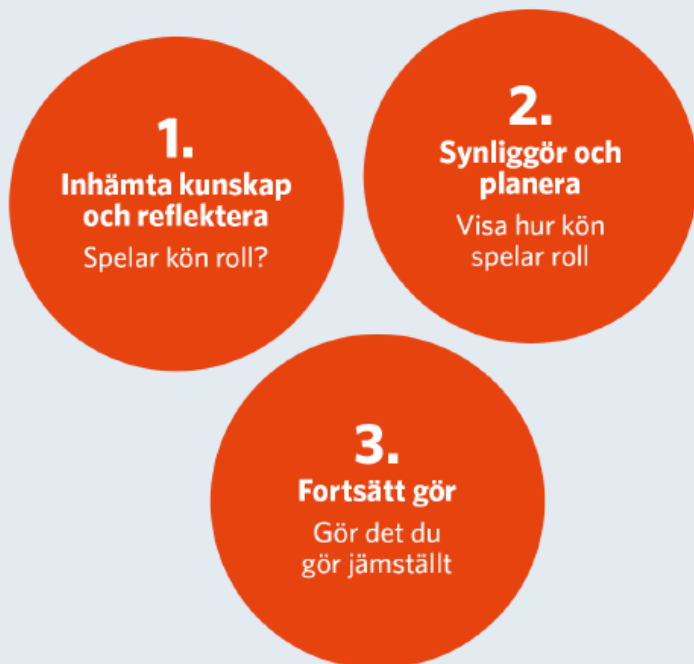 1.
Inhämta kunskap
och reflektera
Spelar kön roll?
2.
Synliggör och
planera
Visa hur kön
spelar roll
3.
Fortsätt gör
Gör det du
gör jämställt